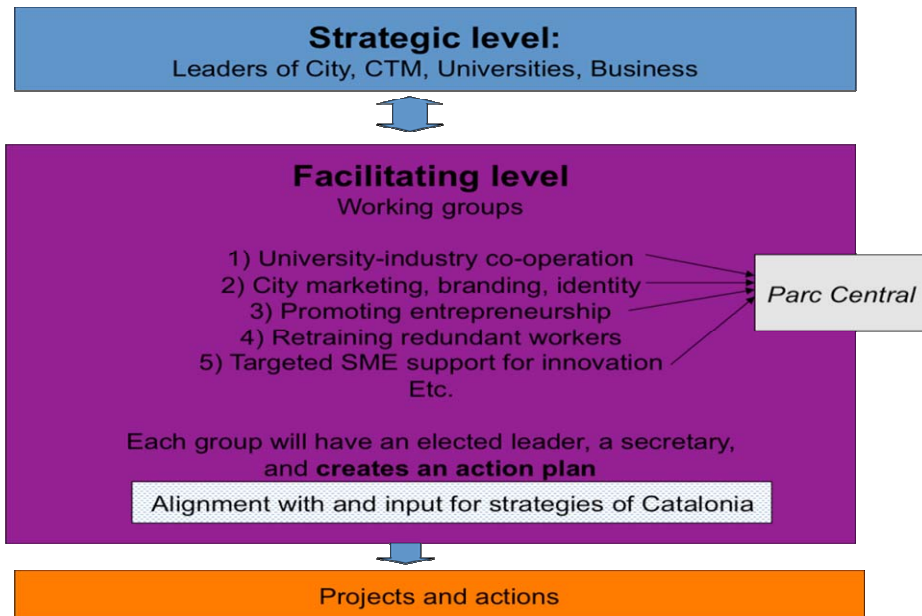 Strategic level:
Leaders of City, CTM, Universities, Business
Facilitating level
Working groups
1) University-industry co-operation
2) City marketing, branding, identity
3) Promoting entrepreneurship
4) Retraining redundant workers
5) Targeted SME support for innovation
Etc.
Parc Central
Each group will have an elected leader, a secretary,
and creates an action plan
Alignment with and input for strategies of Catalonia
Projects and actions